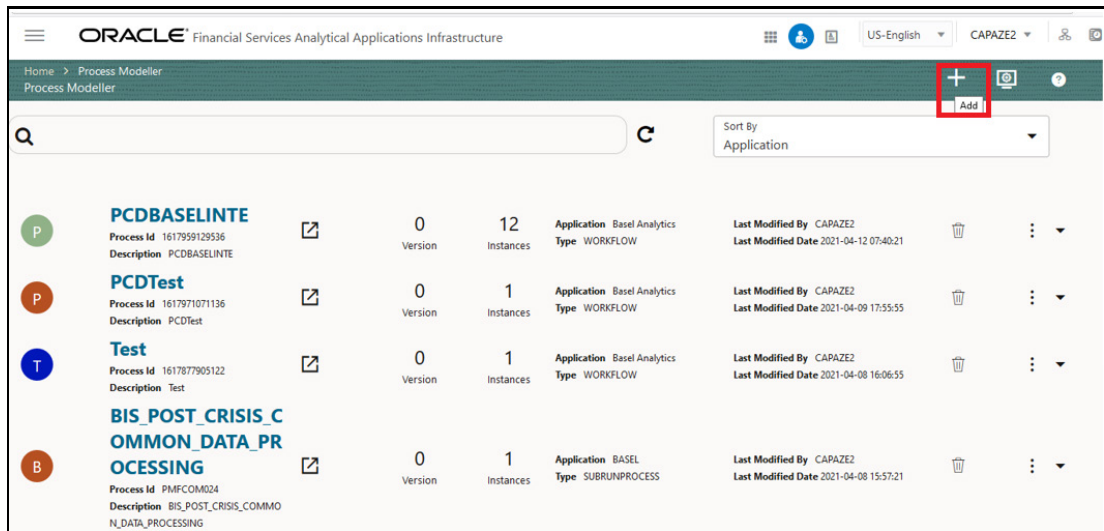 ORACLE® Financial Services Analytical Applications Infrastructure
US-English
CAPAZE2
Home > Process Modeller
Process Modeller
Add
Sort By
Application
P
PCDBASELINTE
Process Id 1617959129536
Description PCDBASELINTE
0
Version
12
Instances
Application Basel Analytics
Type WORKFLOW
Last Modified By CAPAZE2
Last Modified Date 2021-04-12 07:40:21
P
PCDTest
Process Id 1617971071136
Description PCDTest
0
Version
1
Instances
Application Basel Analytics
Type WORKFLOW
Last Modified By CAPAZE2
Last Modified Date 2021-04-09 17:55:55
T
Test
Process Id 1617877905122
Description Test
0
Version
1
Instances
Application Basel Analytics
Type WORKFLOW
Last Modified By CAPAZE2
Last Modified Date 2021-04-08 16:06:55
B
BIS_POST_CRISIS_C
OMMON_DATA_PR
OCESSING
Process Id PMFCOM024
Description BIS_POST_CRISIS_COMMO
N_DATA_PROCESSING
0
Version
1
Instances
Application BASEL
Type SUBRUNPROCESS
Last Modified By CAPAZE2
Last Modified Date 2021-04-08 15:57:21